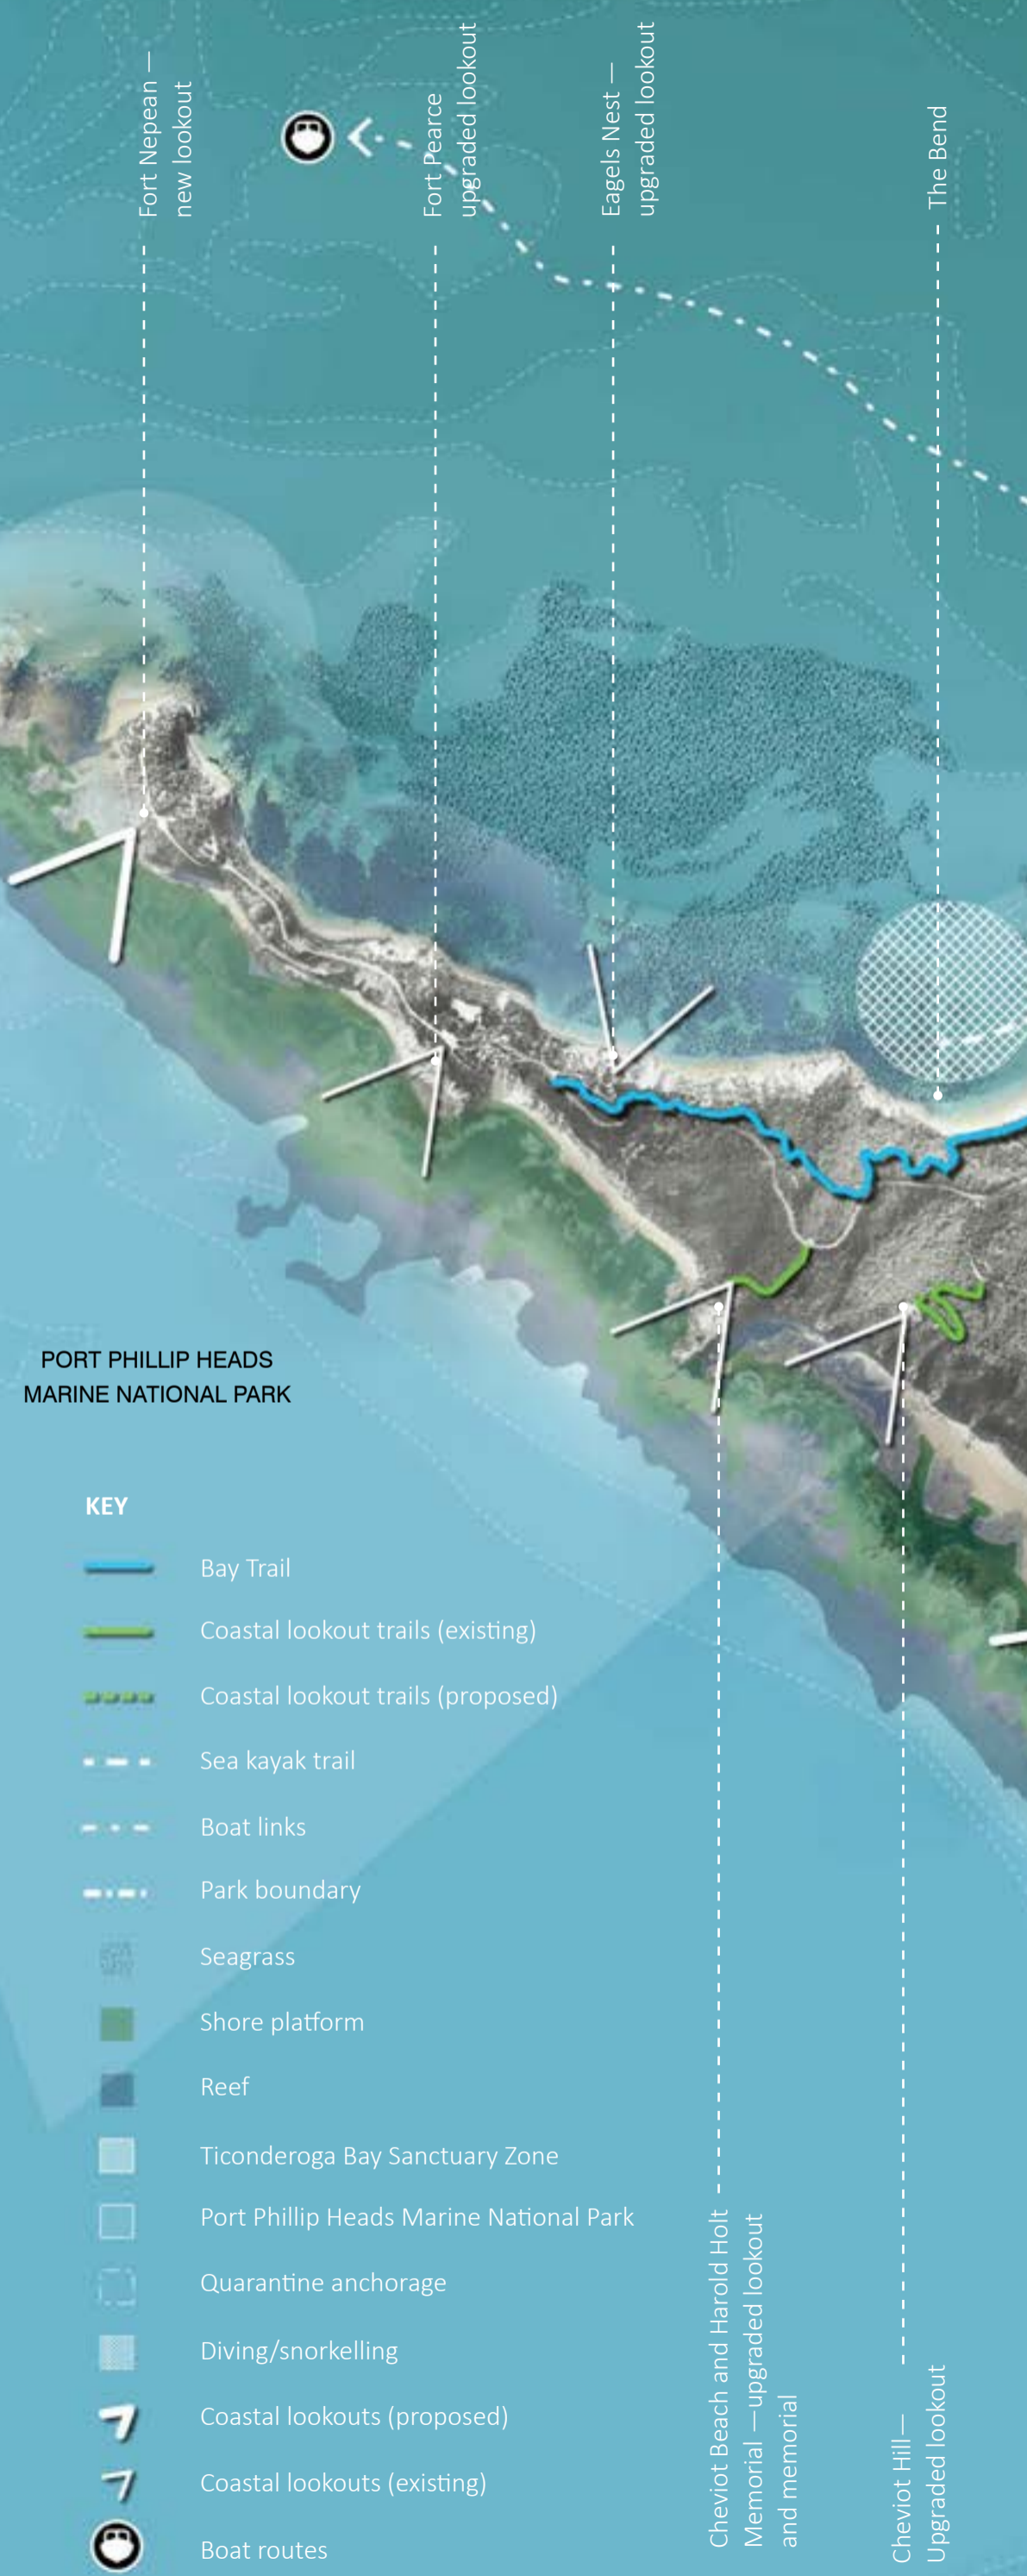 Fort Nepean —
new lookout
Fort Pearce
upgraded lookout
Eagels Nest —
upgraded lookout
The Bend
PORT PHILLIP HEADS
MARINE NATIONAL PARK
KEY
Bay Trail
Coastal lookout trails (existing)
Coastal lookout trails (proposed)
Sea kayak trail
Boat links
Park boundary
Seagrass
Shore platform
Reef
Ticonderoga Bay Sanctuary Zone
Port Phillip Heads Marine National Park
Quarantine anchorage
Diving/snorkelling
Coastal lookouts (proposed)
Coastal lookouts (existing)
Boat routes
Cheviot Beach and Harold Holt
Memorial —upgraded lookout
and memorial
Cheviot Hill—
Upgraded lookout